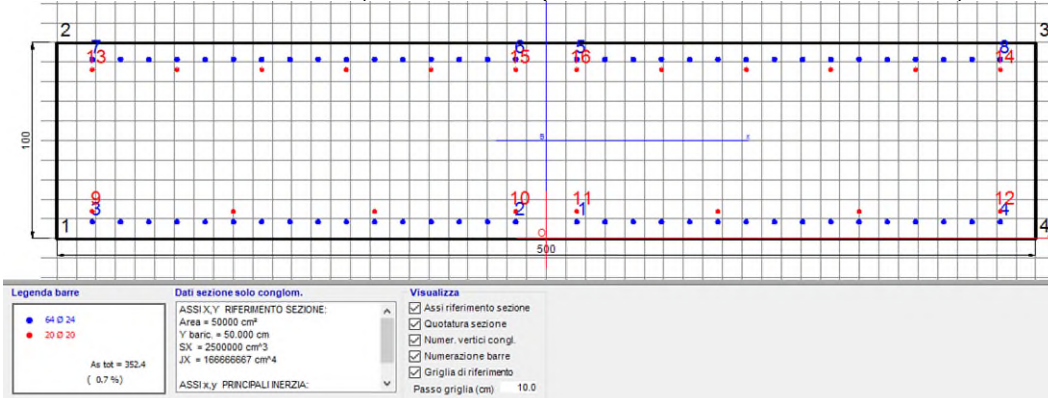 2
3
7
6
5
8
13
15
16
14
100
B
x
9
10
11
12
3
2
1
4
1
O
4
500
Legenda barre
64 Ø 24
20 Ø 20
As tot = 352.4
( 0.7 %)
Dati sezione solo conglom.
ASSI X,Y RIFERIMENTO SEZIONE:
Area = 50000 cm²
Y baric. = 50.000 cm
SX = 2500000 cm^3
JX = 166666667 cm^4
ASSI x,y PRINCIPALI INERZIA:
Visualizza
Assi riferimento sezione
Quotatura sezione
Numer. vertici congl.
Numerazione barre
Griglia di riferimento
Passo griglia (cm) 10.0